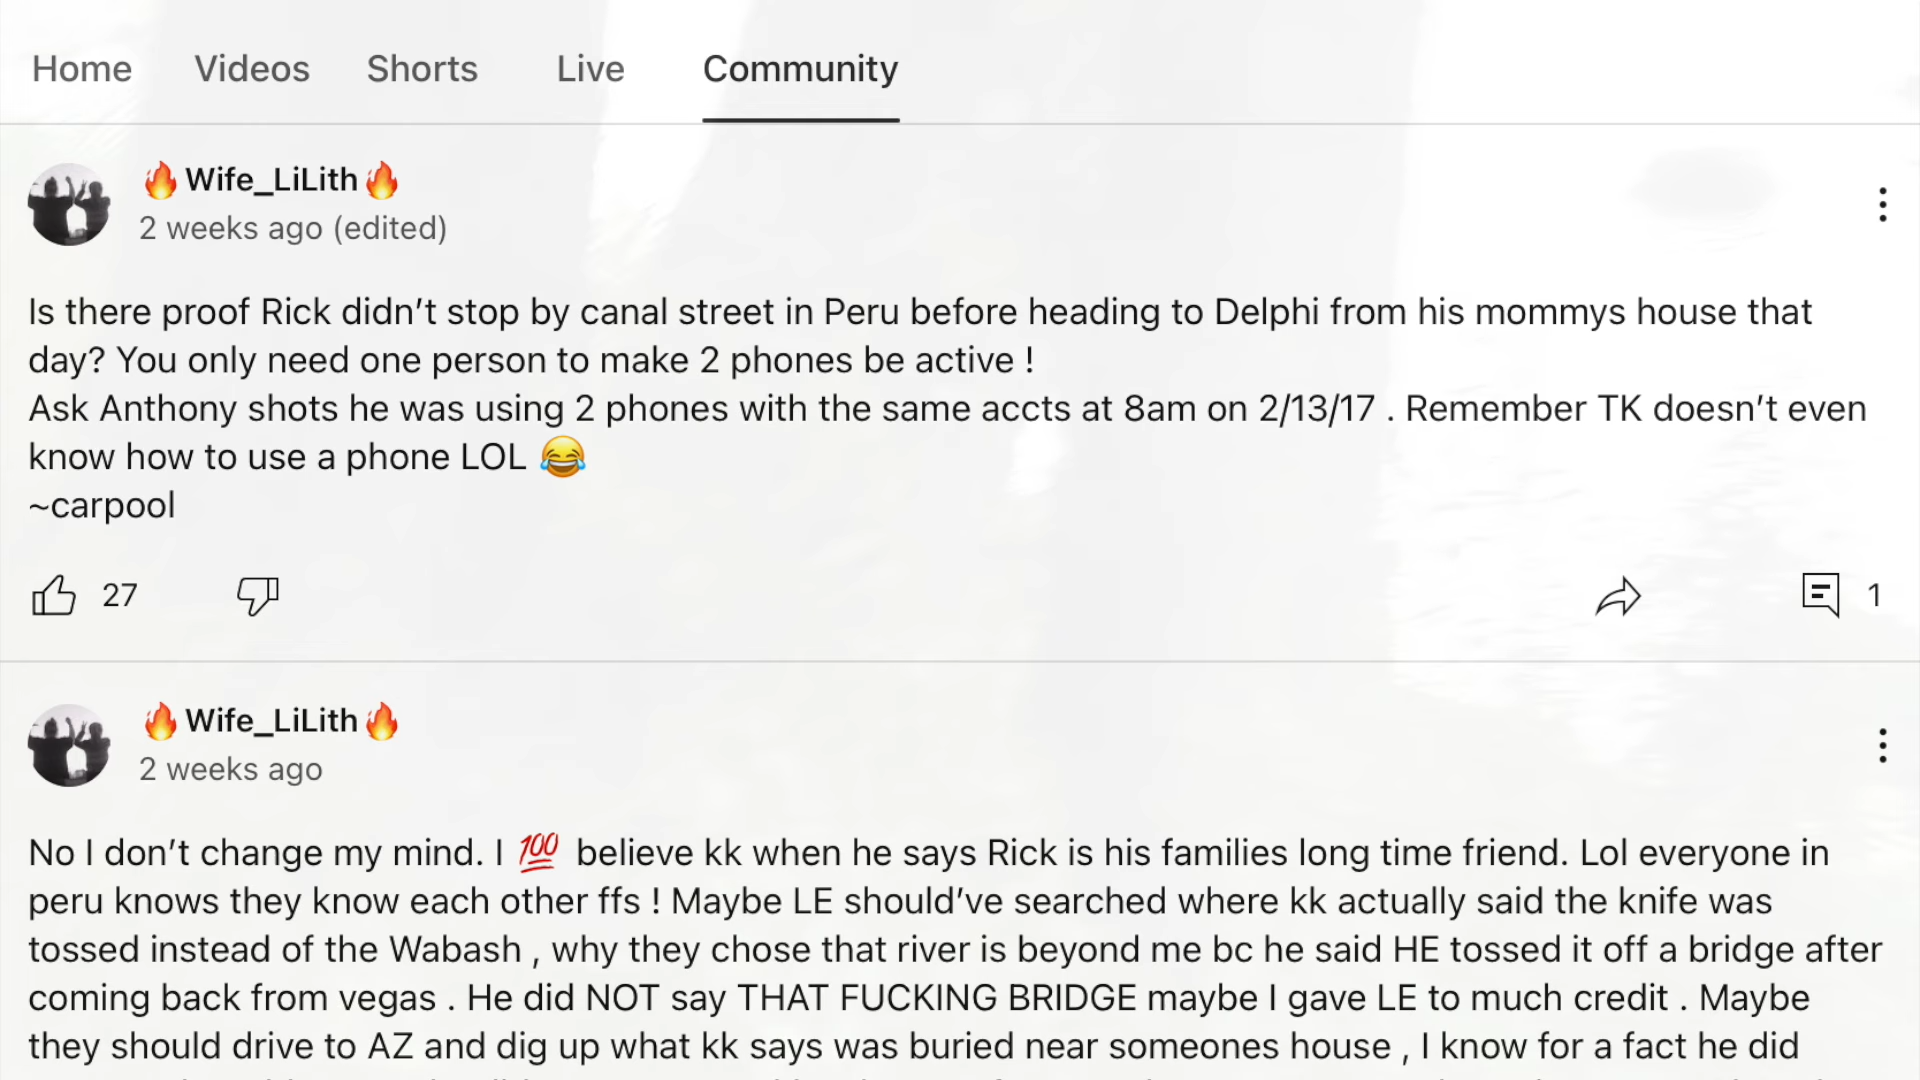 Home Videos Shorts Live Community
🔥Wife_LiLith🔥
2 weeks ago (edited)
Is there proof Rick didn’t stop by canal street in Peru before heading to Delphi from his mommys house that
day? You only need one person to make 2 phones be active !
Ask Anthony shots he was using 2 phones with the same accts at 8am on 2/13/17 . Remember TK doesn’t even
know how to use a phone LOL 😂
~carpool
27 1
🔥Wife_LiLith🔥
2 weeks ago
No I don’t change my mind. I 💯 believe kk when he says Rick is his families long time friend. Lol everyone in
peru knows they know each other ffs ! Maybe LE should’ve searched where kk actually said the knife was
tossed instead of the Wabash , why they chose that river is beyond me bc he said HE tossed it off a bridge after
coming back from vegas . He did NOT say THAT FUCKING BRIDGE maybe I gave LE to much credit . Maybe
they should drive to AZ and dig up what kk says was buried near someones house , I know for a fact he did